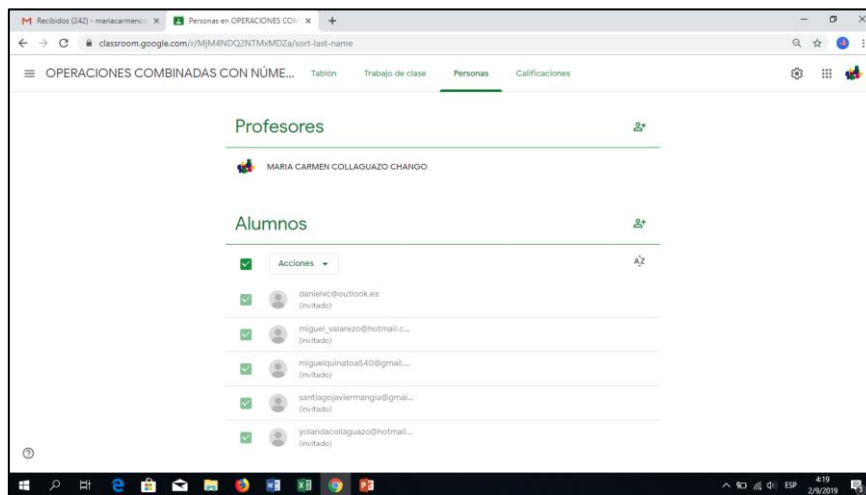 Recibidos (242) - mariacarmenco
Personas en OPERACIONES COM
classroom.google.com/r/MjM4NDQ2NTMxMDZa/sort-last-name
OPERACIONES COMBINADAS CON NÚME... Tablón Trabajo de clase Personas Calificaciones
Profesores
MARIA CARMEN COLLAGUAZO CHANGO
Alumnos
Acciones
danielvc@outlook.es
(invitado)
miguel_valarezo@hotmail.c...
(invitado)
miguelquinatoa540@gmail....
(invitado)
santiagojaviermangia@gmai...
(invitado)
yolandacollaguazo@hotmail...
(invitado)
ESP 4:19
2/9/2019